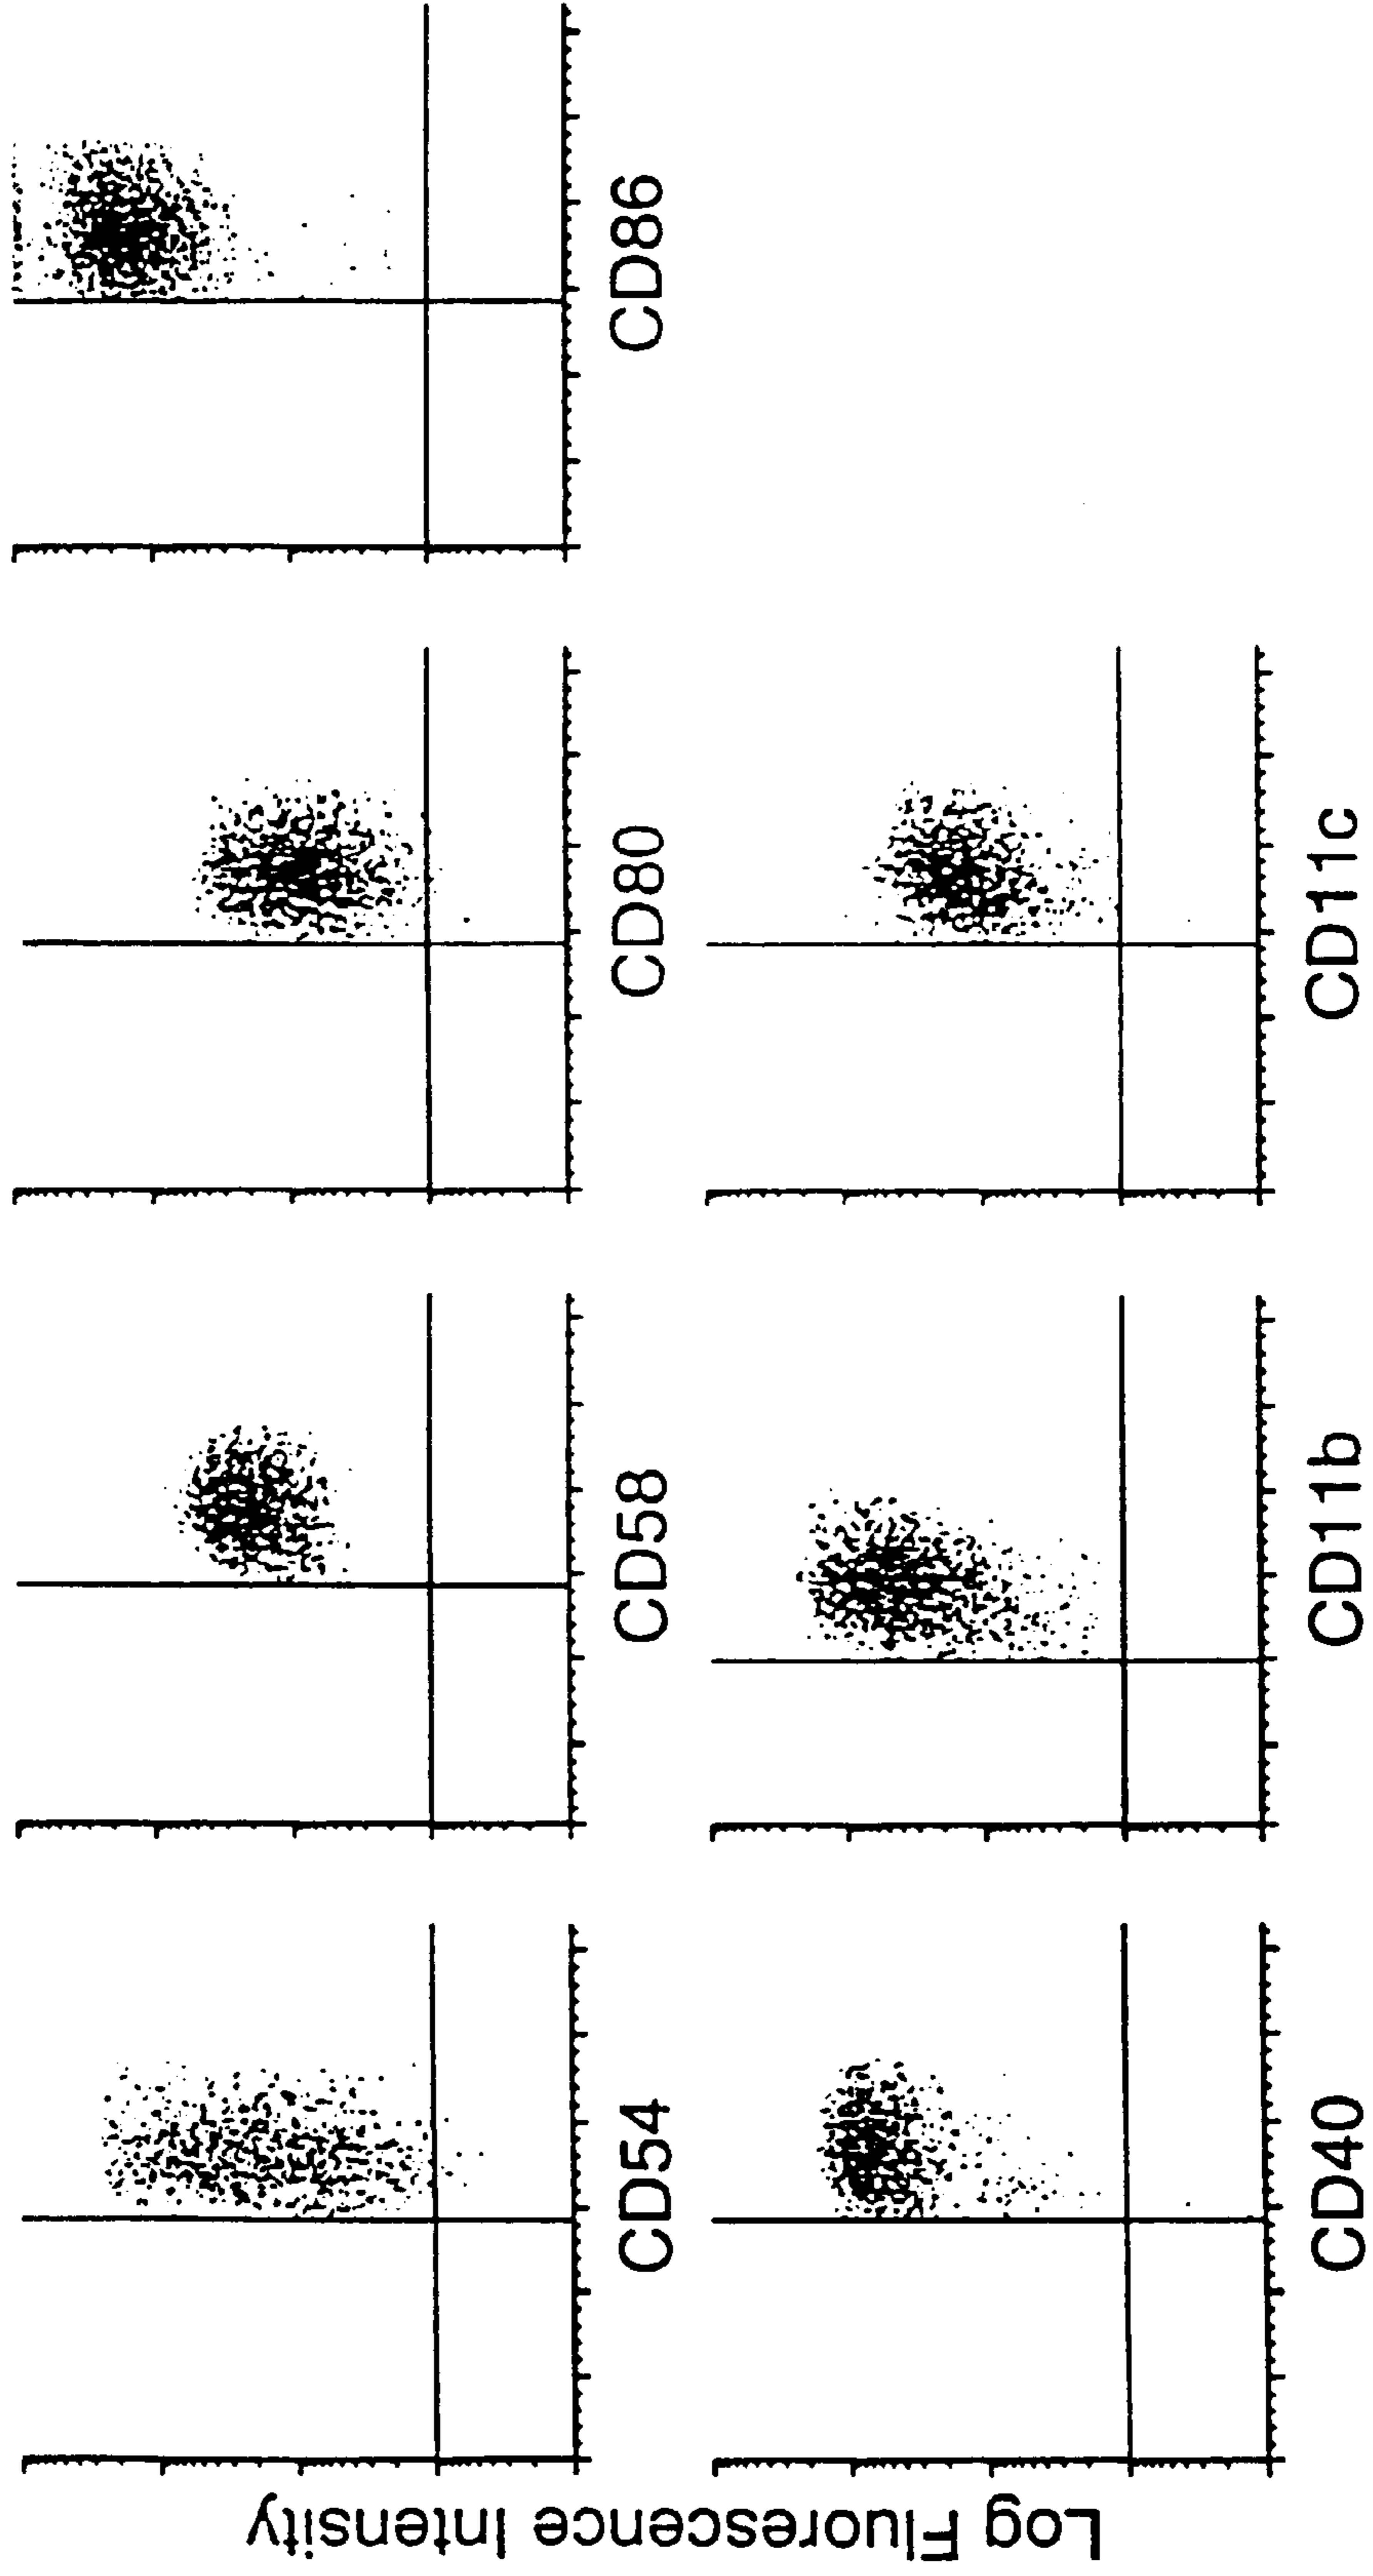 Log Fluorescence Intensity
CD54
CD58
CD80
CD86
CD40
CD11b
CD11c